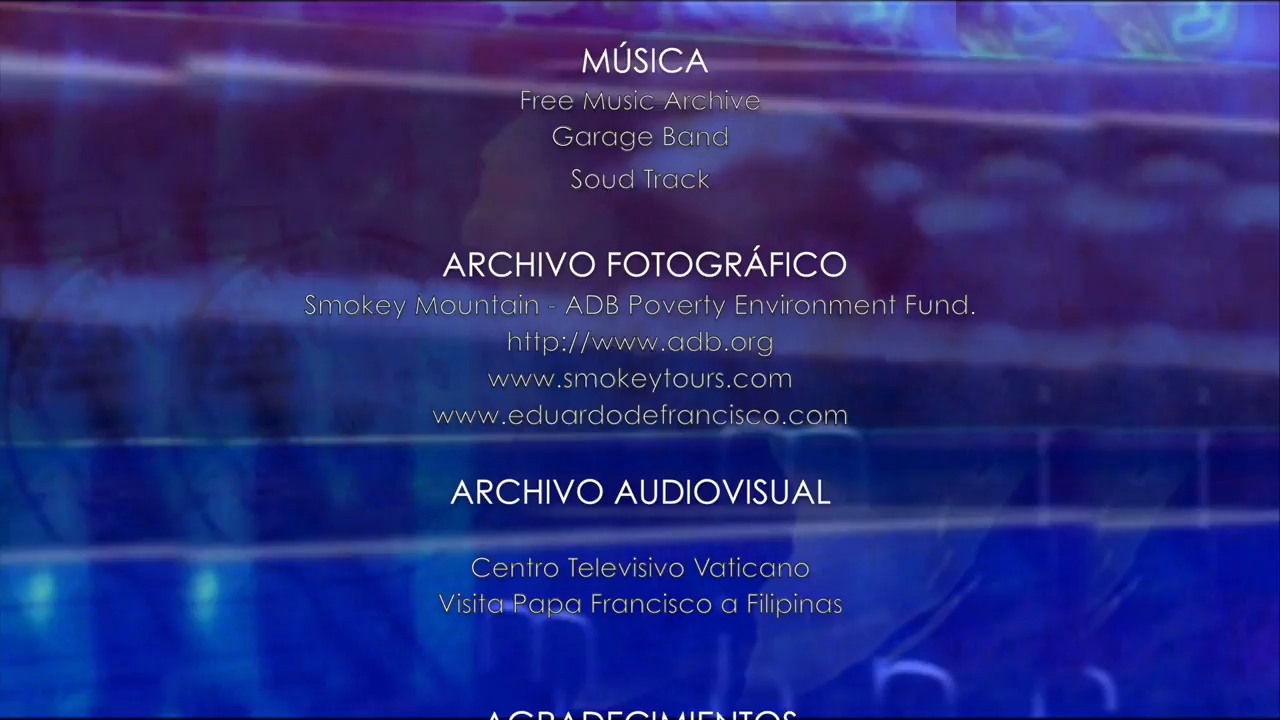 MÚSICA
Free Music Archive
Garage Band
Soud Track
ARCHIVO FOTOGRÁFICO
Smokey Mountain - ADB Poverty Environment Fund.
http://www.adb.org
www.smokeytours.com
www.eduardodefrancisco.com
ARCHIVO AUDIOVISUAL
Centro Televisivo Vaticano
Visita Papa Francisco a Filipinas
AGRADECIMIENTOS